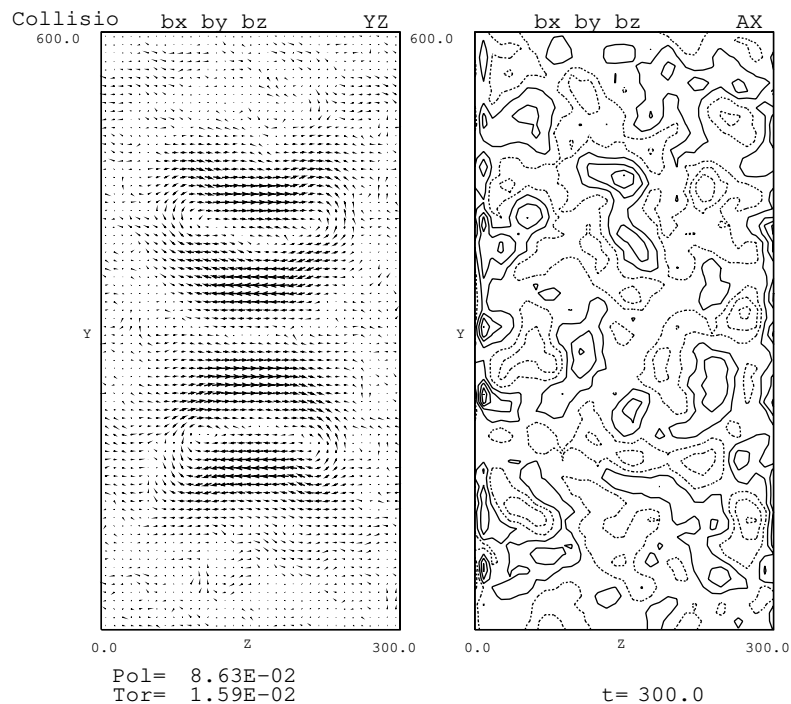 Collisio bx by bz YZ bx by bz AX
600.0 600.0
Y Y
Z Z
0.0 300.0 0.0 300.0
Pol= 8.63E-02
Tor= 1.59E-02 t= 300.0